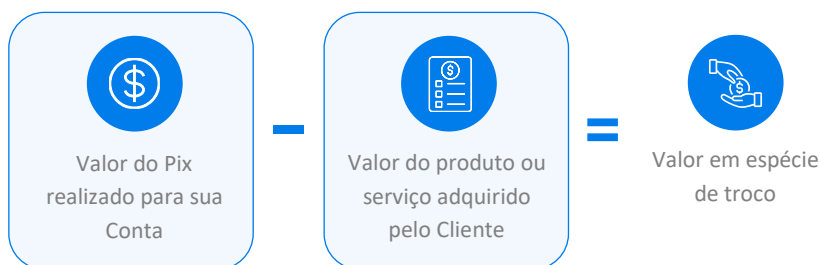 Valor do Pix
realizado para sua
Conta
Valor do produto ou
serviço adquirido
pelo Cliente
Valor em espécie
de troco